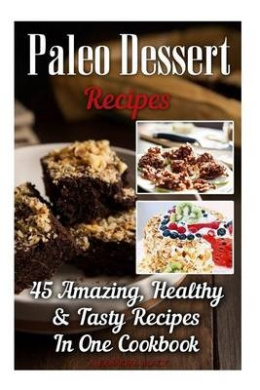 Paleo Dessert
Recipes
45 Amazing, Healthy
& Tasty Recipes
In One Cookbook